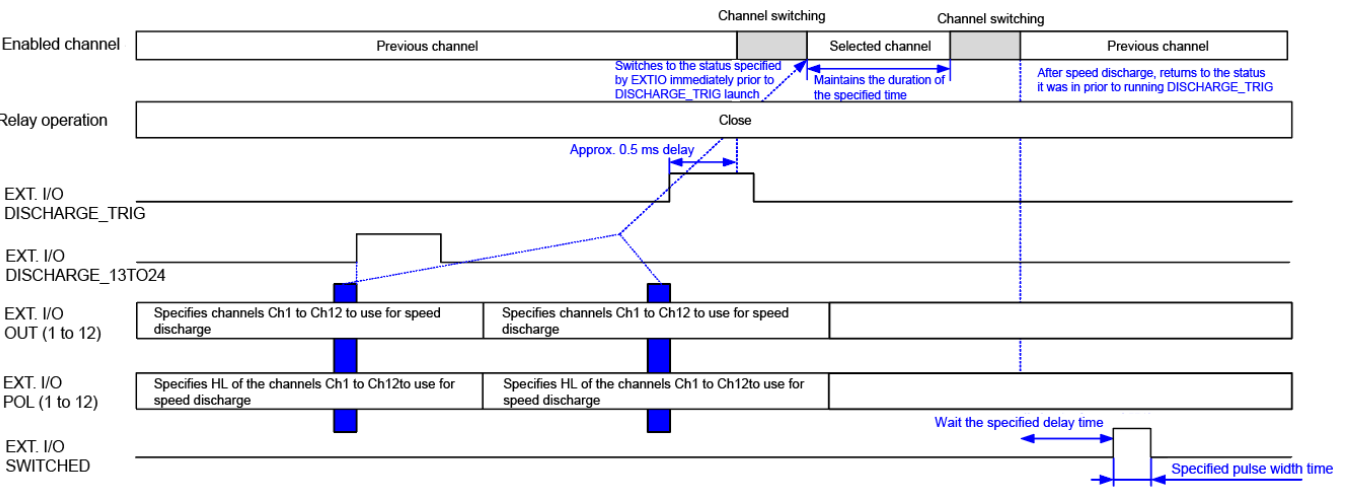 Channel switching
Channel switching
Enabled channel
Previous channel
Selected channel
Previous channel
Switches to the status specified
by EXTIO immediately prior to
DISCHARGE_TRIG launch
Maintains the duration of
the specified time
After speed discharge, returns to the status
it was in prior to running DISCHARGE_TRIG
Relay operation
Close
Approx. 0.5 ms delay
EXT. I/O
DISCHARGE_TRIG
EXT. I/O
DISCHARGE_13TO24
EXT. I/O
OUT (1 to 12)
Specifies channels Ch1 to Ch12 to use for speed
discharge
Specifies channels Ch1 to Ch12 to use for speed
discharge
EXT. I/O
POL (1 to 12)
Specifies HL of the channels Ch1 to Ch12to use for
speed discharge
Specifies HL of the channels Ch1 to Ch12to use for
speed discharge
Wait the specified delay time
EXT. I/O
SWITCHED
Specified pulse width time